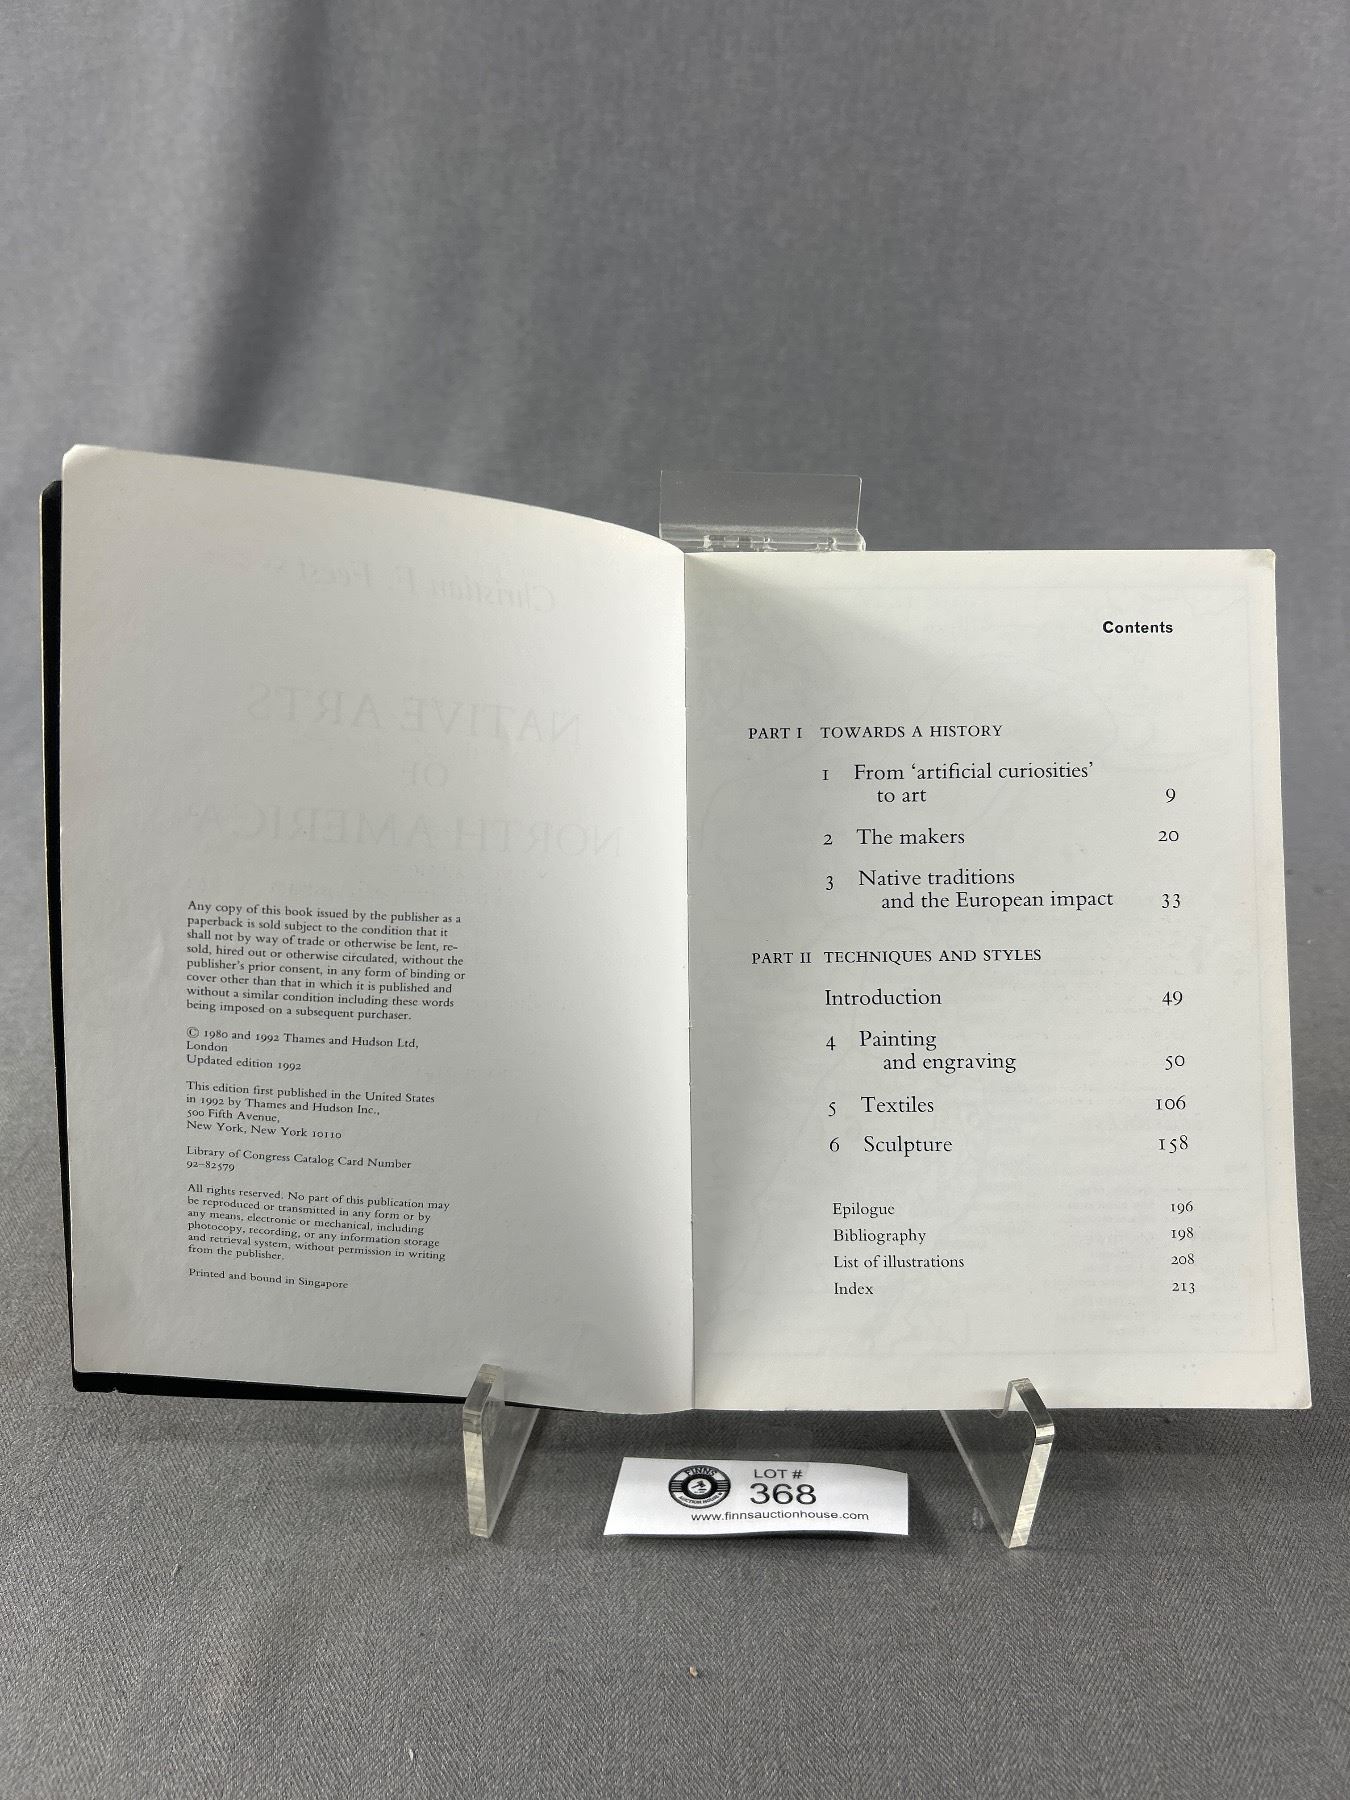 Christian F. Feest
NATIVE ARTS
OF
NORTH AMERIC
Any copy of this book issued by the publisher as a
paperback is sold subject to the condition that it
shall not by way of trade or otherwise be lent, re-
sold, hired out or otherwise circulated, without the
publisher's prior consent, in any form of binding or
cover other than that in which it is published and
without a similar condition including these words
being imposed on a subsequent purchaser.
© 1980 and 1992 Thames and Hudson Ltd,
London
Updated edition 1992
This edition first published in the United States
in 1992 by Thames and Hudson Inc.,
500 Fifth Avenue,
New York, New York 10110
Library of Congress Catalog Card Number
92–82579
All rights reserved. No part of this publication may
be reproduced or transmitted in any form or by
any means, electronic or mechanical, including
photocopy, recording, or any information storage
and retrieval system, without permission in writing
from the publisher.
Printed and bound in Singapore
Contents
PART I TOWARDS A HISTORY
1 From ‘artificial curiosities’
to art 9
2 The makers 20
3 Native traditions
and the European impact 33
PART II TECHNIQUES AND STYLES
Introduction 49
4 Painting
and engraving 50
5 Textiles 106
6 Sculpture 158
Epilogue 196
Bibliography 198
List of illustrations 208
Index 213
FINNS
AUCTION HOUSE
LOT #
368
www.finnsauctionhouse.com